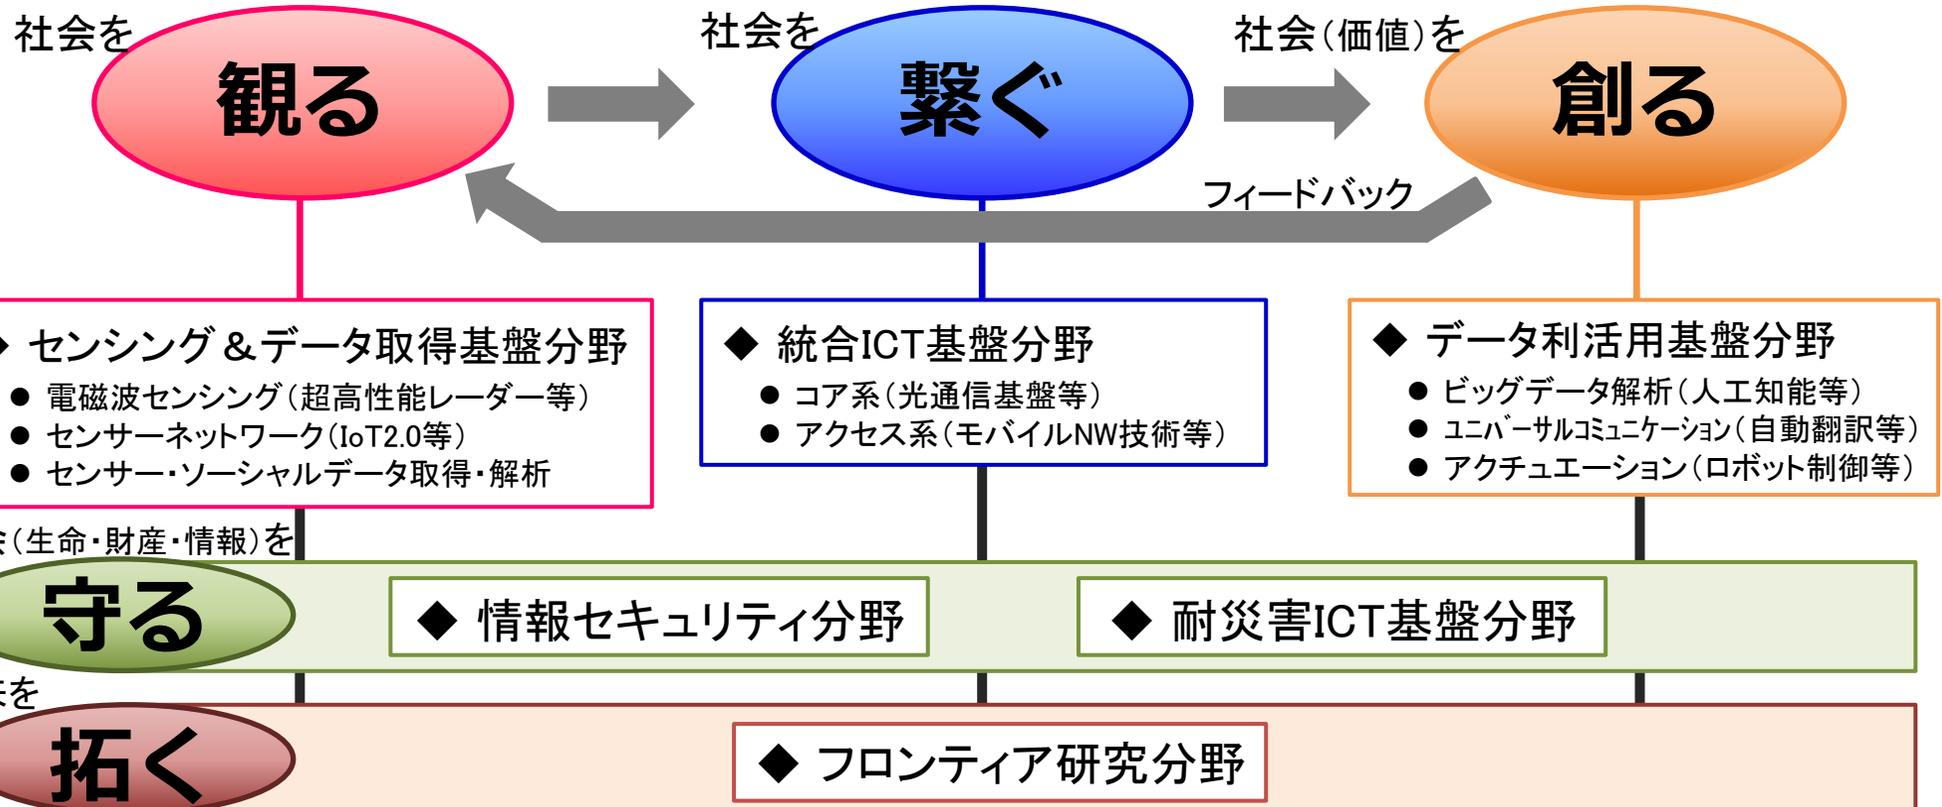 社会を
観る
社会を
繋ぐ
社会(価値)を
創る
フィードバック
センシング&データ取得基盤分野
● 電磁波センシング(超高性能レーダー等)
● センサーネットワーク(IoT2.0等)
● センサー・ソーシャルデータ取得・解析
◆ 統合ICT基盤分野
● コア系(光通信基盤等)
● アクセス系(モバイルNW技術等)
◆ データ利活用基盤分野
● ビッグデータ解析(人工知能等)
● ﾕﾆﾊﾞｰｻﾙｺﾐｭﾆｹｰｼｮﾝ(自動翻訳等)
● アクチュエーション(ロボット制御等)
(生命・財産・情報)を
守る
◆ 情報セキュリティ分野
◆ 耐災害ICT基盤分野
を
拓く
◆ フロンティア研究分野